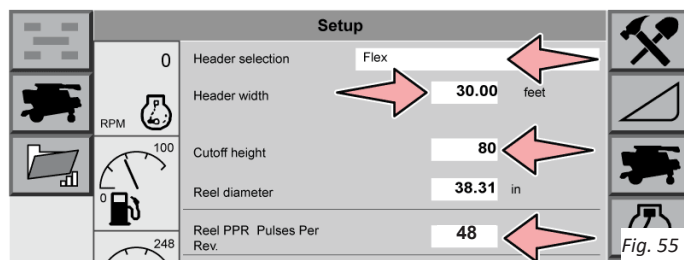 Setup
0
RPM
Header selection Flex
Header width 30.00 feet
100
0
Cutoff height 80
Reel diameter 38.31 in
248
Reel PPR Pulses Per
Rev. 48
Fig. 55